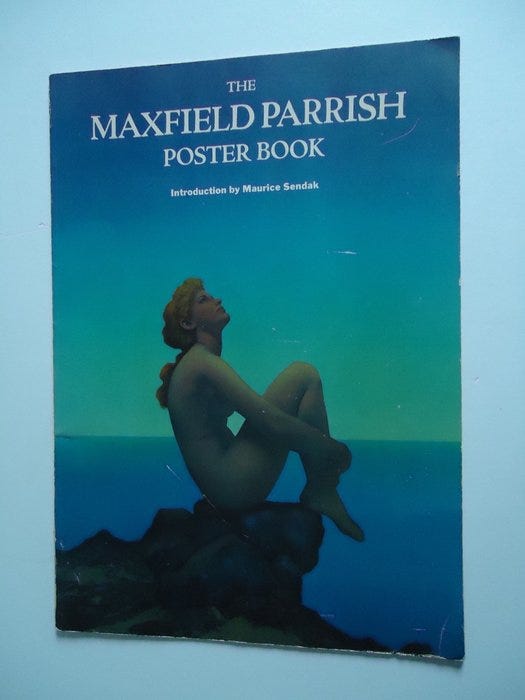 THE
MAXFIELD PARRISH
POSTER BOOK
Introduction by Maurice Sendak